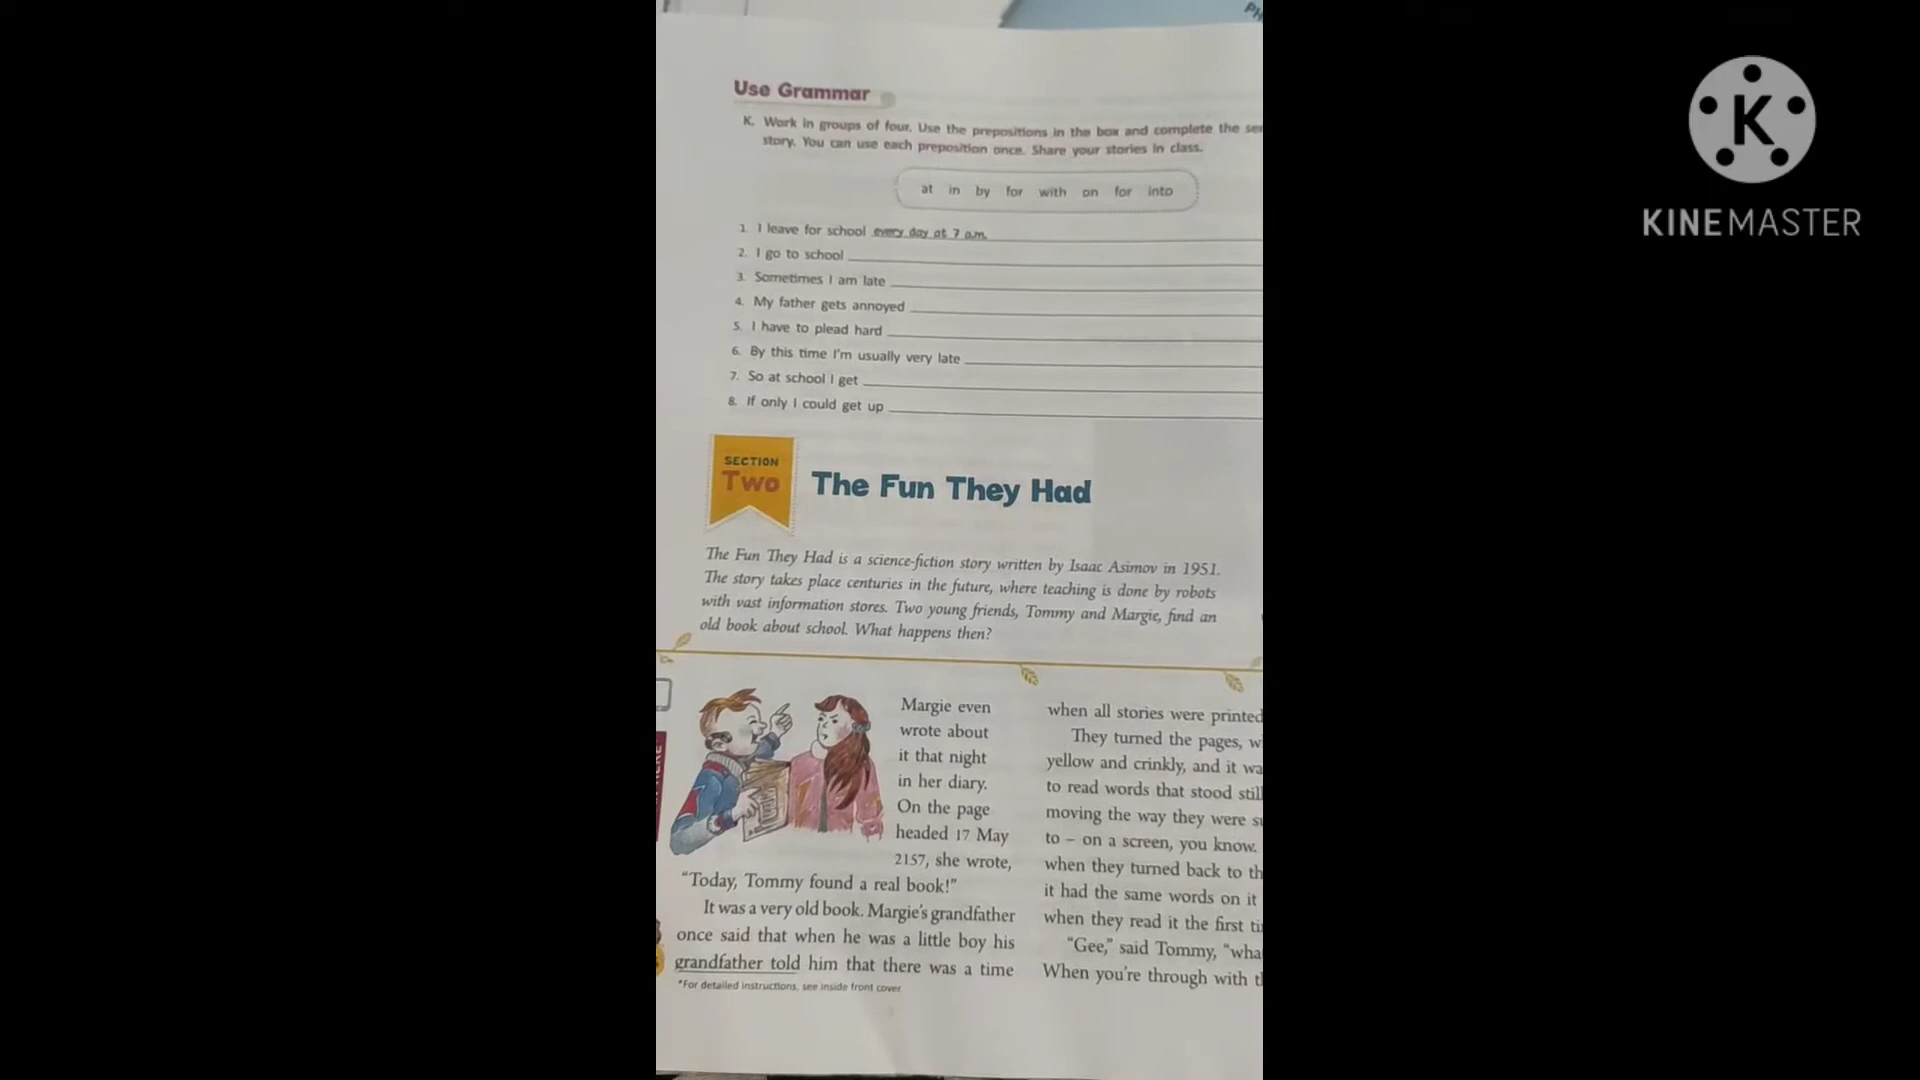 PH
Use Grammar
K. Work in groups of four. Use the prepositions in the box and complete the
story. You can use each preposition once. Share your stories in class.
at in by for with on for into
1. I leave for school every day at 7 a.m.
2. I go to school
3. Sometimes I am late
4. My father gets annoyed
5. I have to plead hard
6. By this time I'm usually very late
7. So at school I get
8. If only I could get up
SECTION
Two
The Fun They Had
The Fun They Had is a science-fiction story written by Isaac Asimov in 1951.
The story takes place centuries in the future, where teaching is done by robots
with vast information stores. Two young friends, Tommy and Margie, find an
old book about school. What happens then?
Margie even
wrote about
it that night
in her diary.
On the page
headed 17 May
2157, she wrote,
"Today, Tommy found a real book!"
It was a very old book. Margie's grandfather
once said that when he was a little boy his
grandfather told him that there was a time
*For detailed instructions, see inside front cover
when all stories were printed
They turned the pages,
yellow and crinkly, and it
to read words that stood still
moving the way they were
to – on a screen, you know.
when they turned back to
it had the same words on it
when they read it the first
"Gee," said Tommy,
When you're through with
K
KINEMASTER